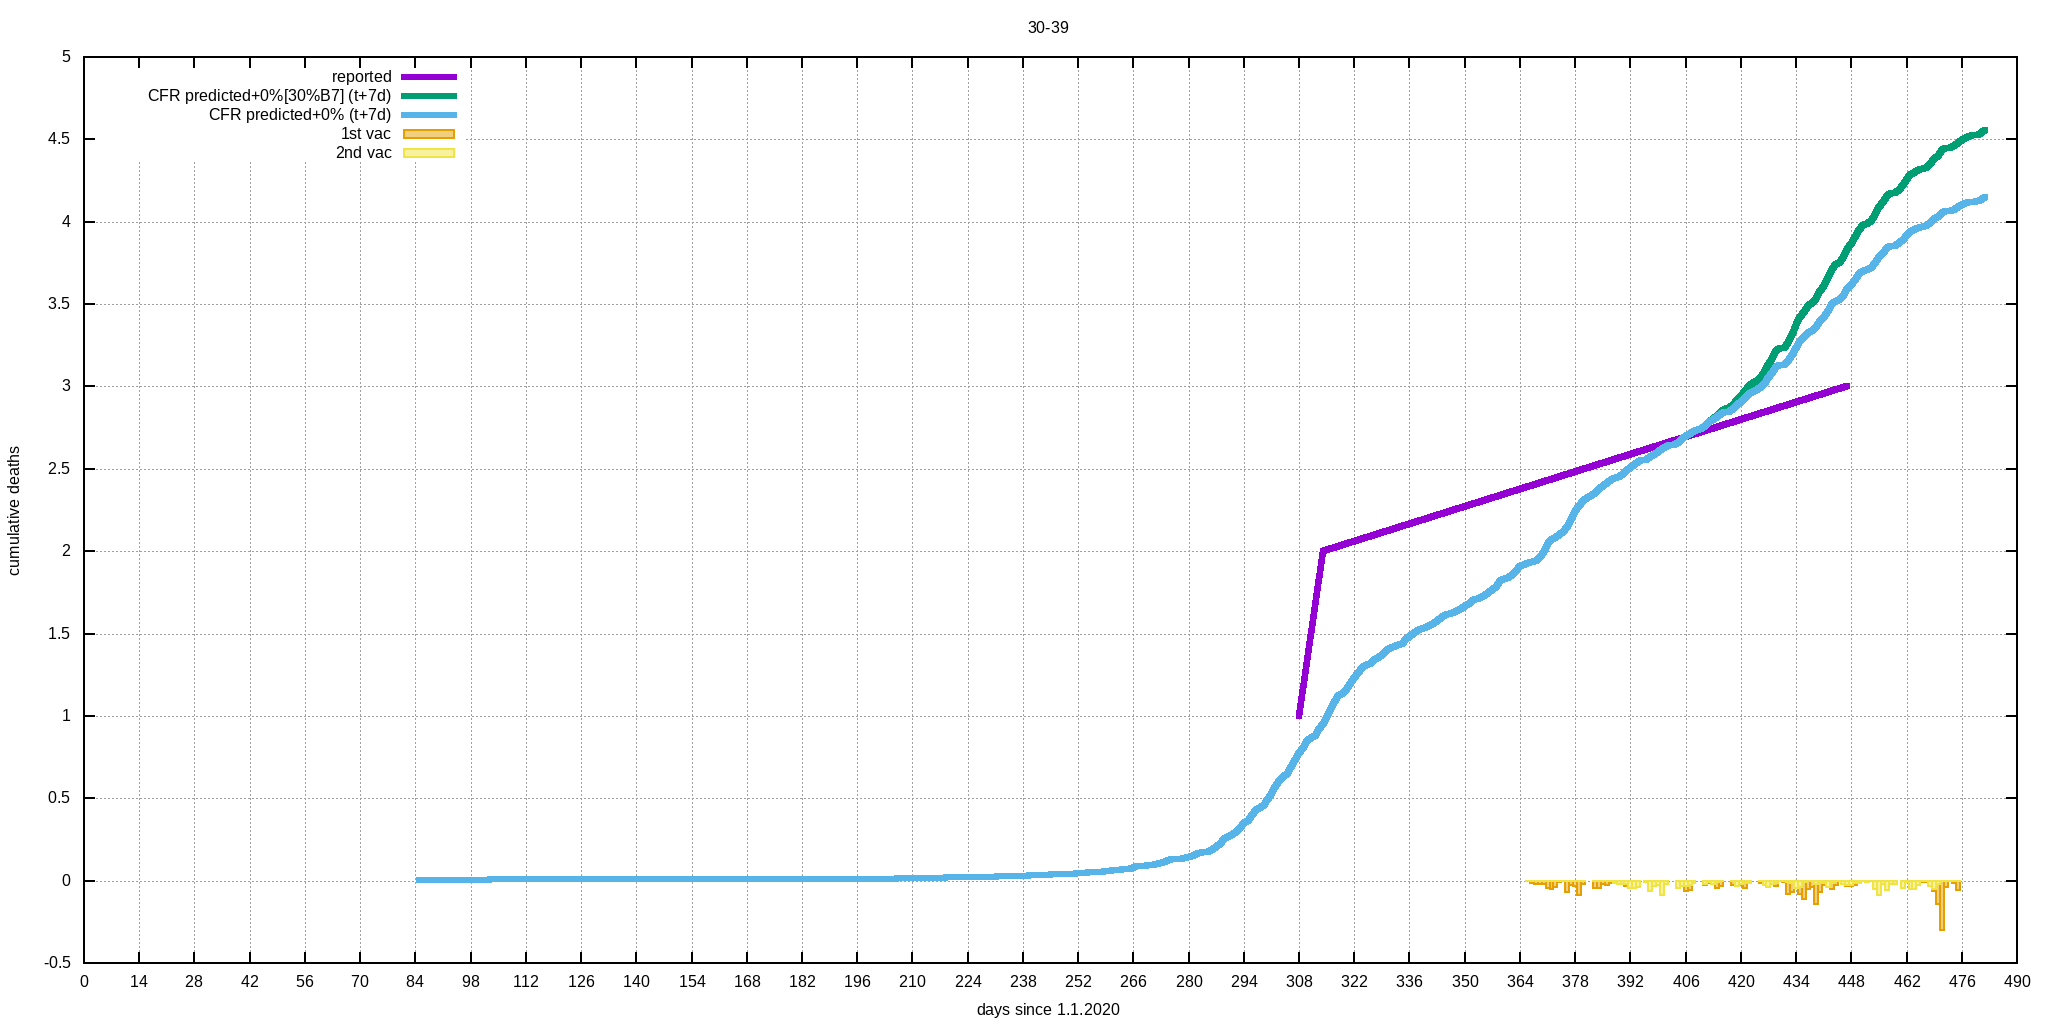 30-39
reported
CFR predicted+0%[30%B7] (t+7d)
CFR predicted+0% (t+7d)
1st vac
2nd vac
5
4.5
4
3.5
3
2.5
2
1.5
1
0.5
0
-0.5
cumulative deaths
0 14 28 42 56 70 84 98 112 126 140 154 168 182 196 210 224 238 252 266 280 294 308 322 336 350 364 378 392 406 420 434 448 462 476 490
days since 1.1.2020